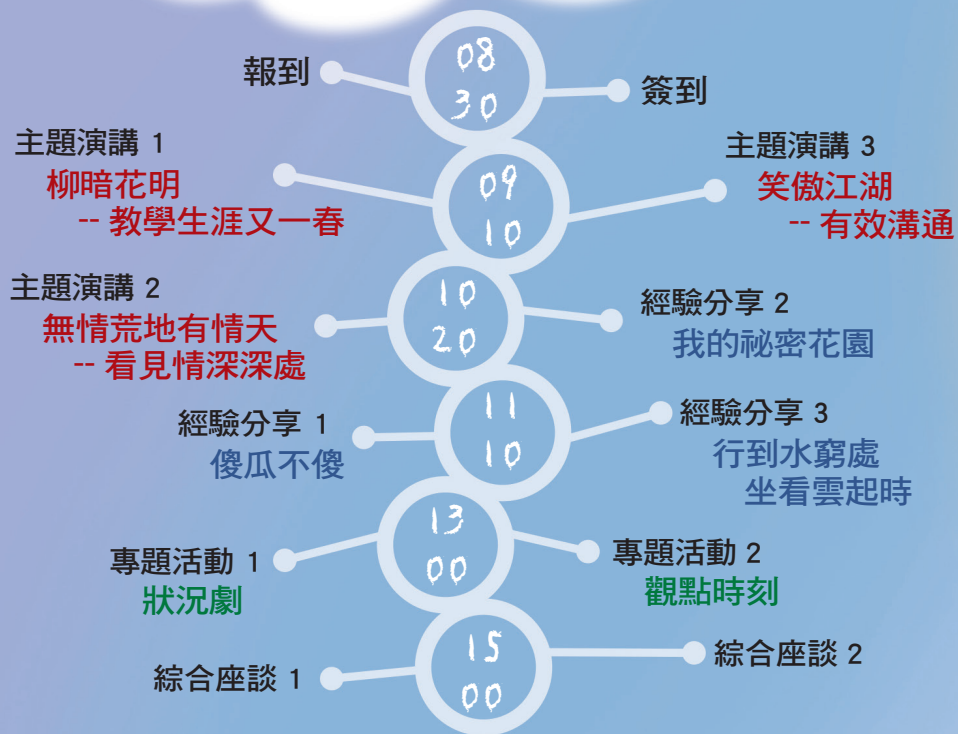 08
30
報到
簽到
09
10
主題演講 1
柳暗花明
-- 教學生涯又一春
主題演講 3
笑傲江湖
-- 有效溝通
10
20
主題演講 2
無情荒地有情天
-- 看見情深深處
經驗分享 2
我的祕密花園
11
10
經驗分享 1
傻瓜不傻
經驗分享 3
行到水窮處
坐看雲起時
13
00
專題活動 1
狀況劇
專題活動 2
觀點時刻
15
00
綜合座談 1
綜合座談 2